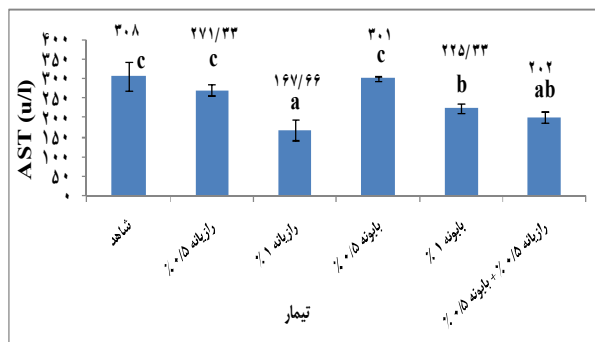 ۳۰۸
۲۷۱/۳۳
۱۶۷/۶۶
۳۰۱
۲۲۵/۳۳
۲۰۲
c
c
a
c
b
ab
AST (u/l)
۴۰۰
۳۵۰
۳۰۰
۲۵۰
۲۰۰
۱۵۰
۱۰۰
۵۰
۰
شاهد
رازیانه ۰/۵ ٪
رازیانه ۱ ٪
بابونه ۰/۵ ٪
بابونه ۱ ٪
رازیانه ۰/۵ ٪ + بابونه ۰/۵ ٪
تیمار